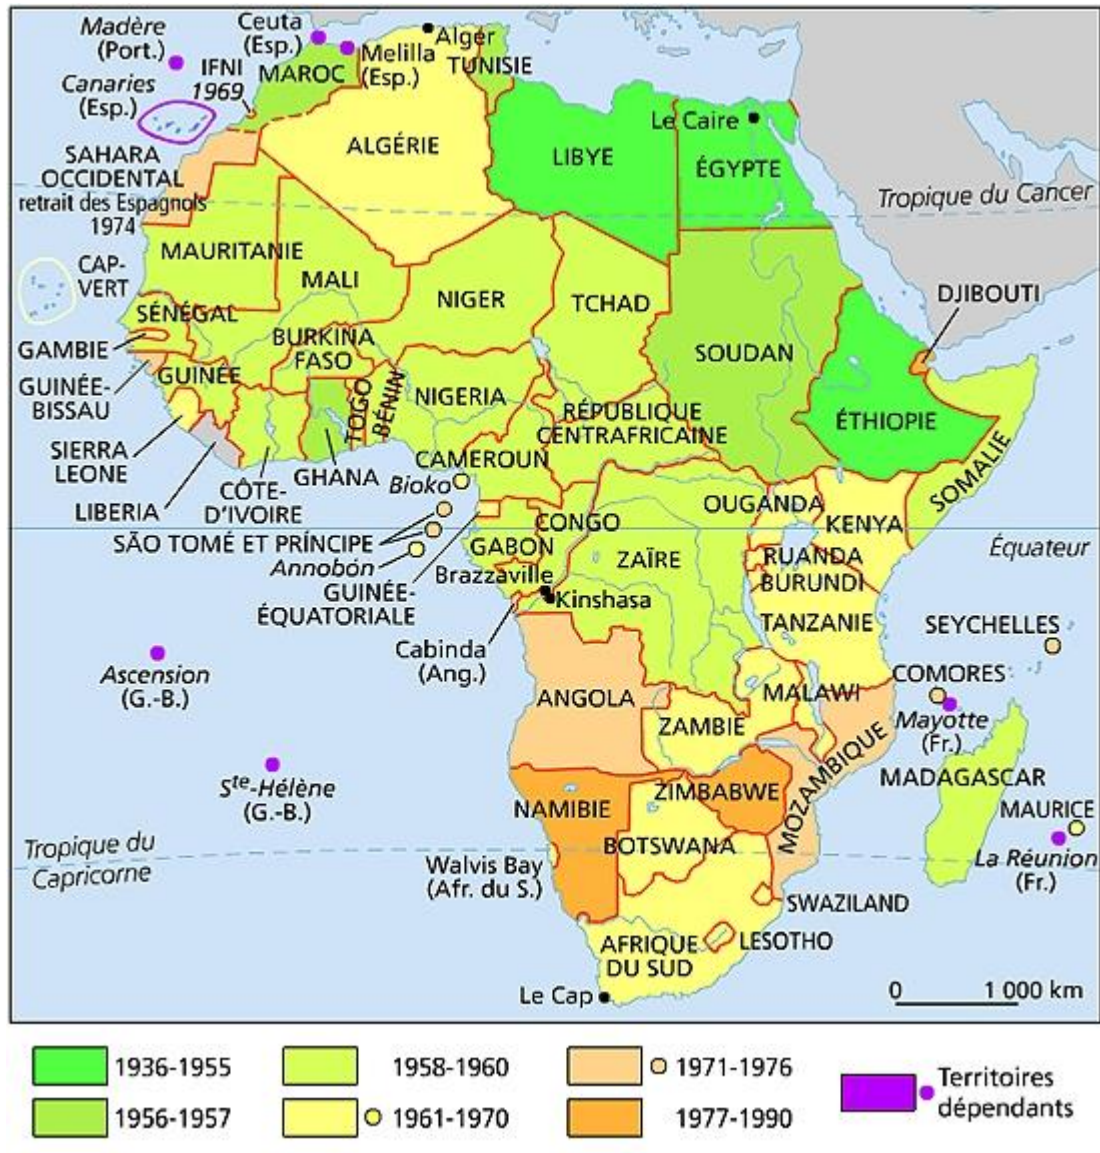 Madère
(Port.)
Ceuta
(Esp.)
Alger
Melilla
(Esp.)
TUNISIE
IFNI
1969
MAROC
Canaries
(Esp.)
Le Caire
ALGÉRIE
LIBYE
ÉGYPTE
SAHARA
OCCIDENTAL
retrait des Espagnols
1974
Tropique du Cancer
MAURITANIE
CAP-
VERT
MALI
NIGER
TCHAD
DJIBOUTI
SÉNÉGAL
GAMBIE
BURKINA
FASO
SOUDAN
GUINÉE
GUINÉE-
BISSAU
TOGO
BÉNIN
NIGERIA
RÉPUBLIQUE
CENTRAFRICAINE
ÉTHIOPIE
SOMALIE
SIERRA
LEONE
CAMEROUN
GHANA
Bioko
LIBERIA
CÔTE-
D'IVOIRE
OUGANDA
CONGO
KENYA
SÃO TOMÉ ET PRÍNCIPE
GABON
Équateur
ZAÏRE
RUANDA
Annobón
Brazzaville
BURUNDI
GUINÉE-
ÉQUATORIALE
Kinshasa
TANZANIE
SEYCHELLES
Cabinda
(Ang.)
Ascension
(G.-B.)
COMORES
ANGOLA
MALAWI
ZAMBIE
Mayotte
(Fr.)
MOZAMBIQUE
MADAGASCAR
Ste-Hélène
(G.-B.)
NAMIBIE
ZIMBABWE
MAURICE
BOTSWANA
Tropique du
Capricorne
La Réunion
(Fr.)
Walvis Bay
(Afr. du S.)
SWAZILAND
AFRIQUE
DU SUD
LESOTHO
Le Cap
0 1 000 km
1936-1955
1958-1960
1971-1976
Territoires
dépendants
1956-1957
1961-1970
1977-1990